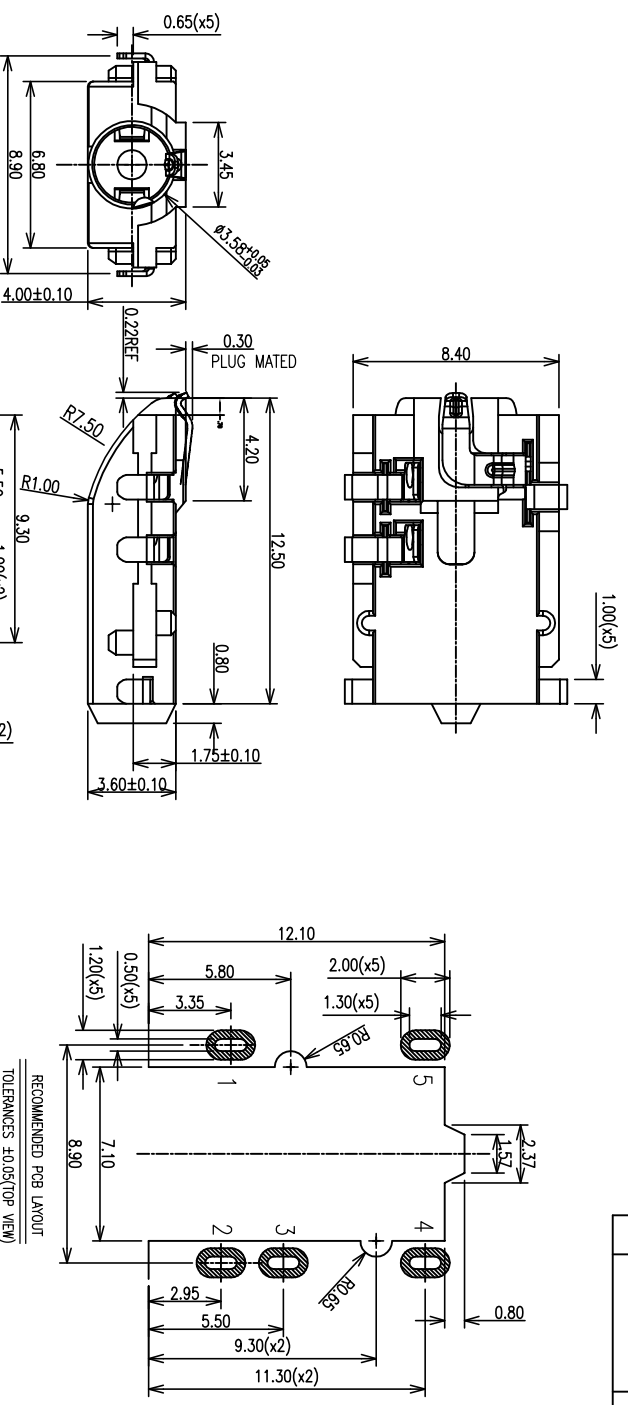 0.65(x5)
3.45
6.80
8.90
ø3.58+0.05
-0.03
4.00±0.10
0.22REF
0.30
PLUG MATED
8.40
R7.50
R1.00
4.20
12.50
9.30
0.80
1.75±0.10
3.60±0.10
1.00(x5)
12.10
5.80
2.00(x5)
3.35
1.30(x5)
0.50(x5)
1.20(x5)
R0.65
1
5
RECOMMENDED PCB LAYOUT
TOLERANCES ±0.05(TOP VIEW)
8.90
7.10
1.57
2.37
2
3
4
2.95
R0.65
0.80
5.50
9.30(x2)
11.30(x2)